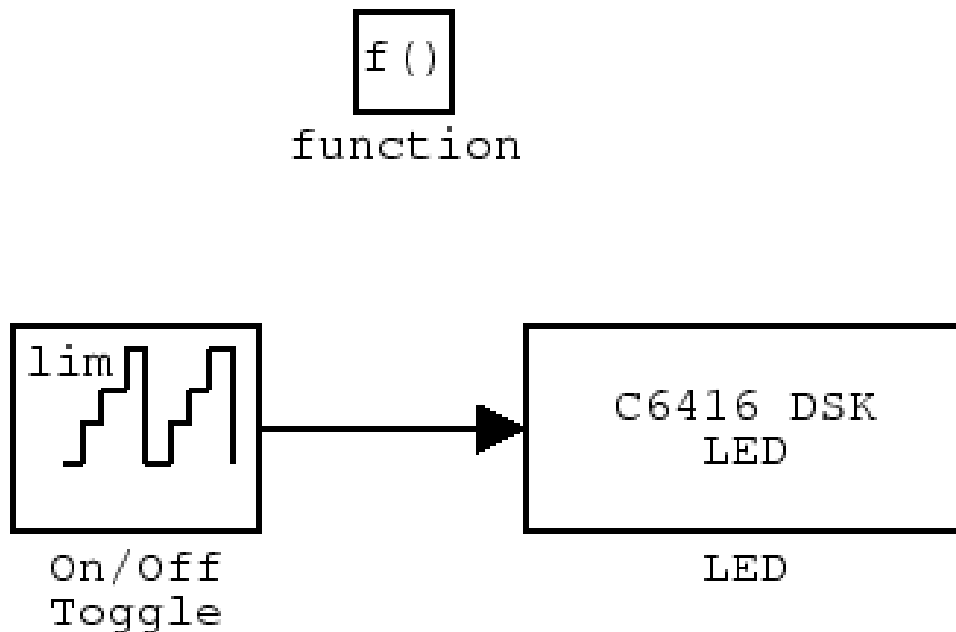 f()
function
lim
C6416 DSK
LED
On/Off
Toggle
LED